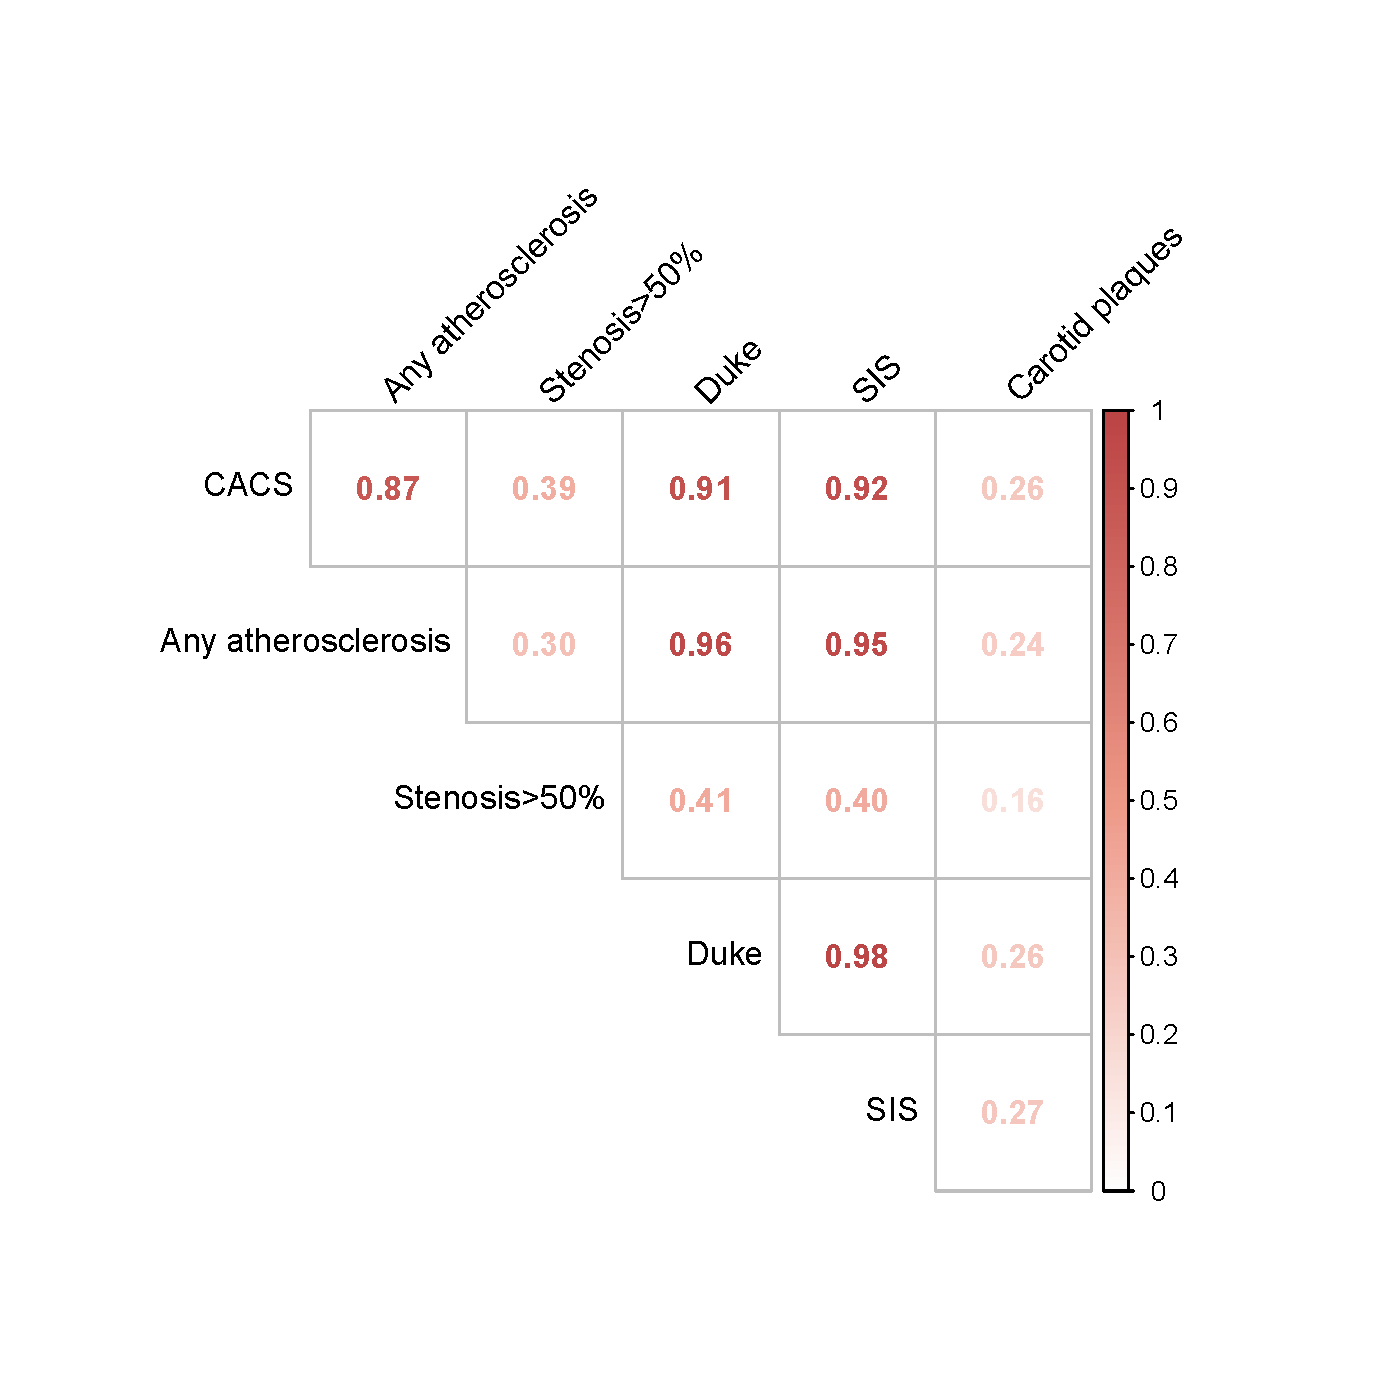 Any atherosclerosis
Stenosis>50%
Duke
SIS
Carotid plaques
CACS 0.87 0.39 0.91 0.92 0.26
Any atherosclerosis 0.30 0.96 0.95 0.24
Stenosis>50% 0.41 0.40 0.16
Duke 0.98 0.26
SIS 0.27
1
0.9
0.8
0.7
0.6
0.5
0.4
0.3
0.2
0.1
0